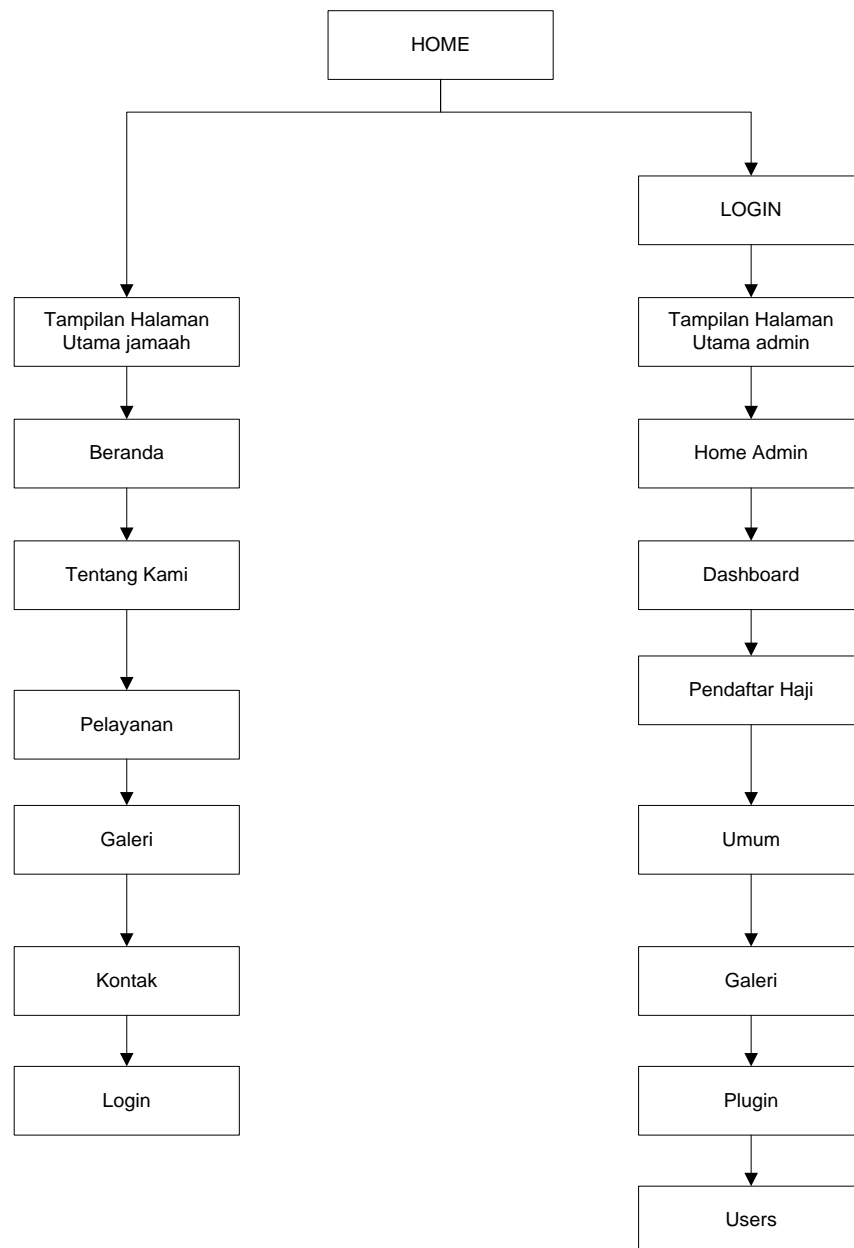 HOME
LOGIN
Tampilan Halaman
Utama jamaah
Tampilan Halaman
Utama admin
Beranda
Home Admin
Tentang Kami
Dashboard
Pendaftar Haji
Pelayanan
Galeri
Umum
Kontak
Galeri
Login
Plugin
Users